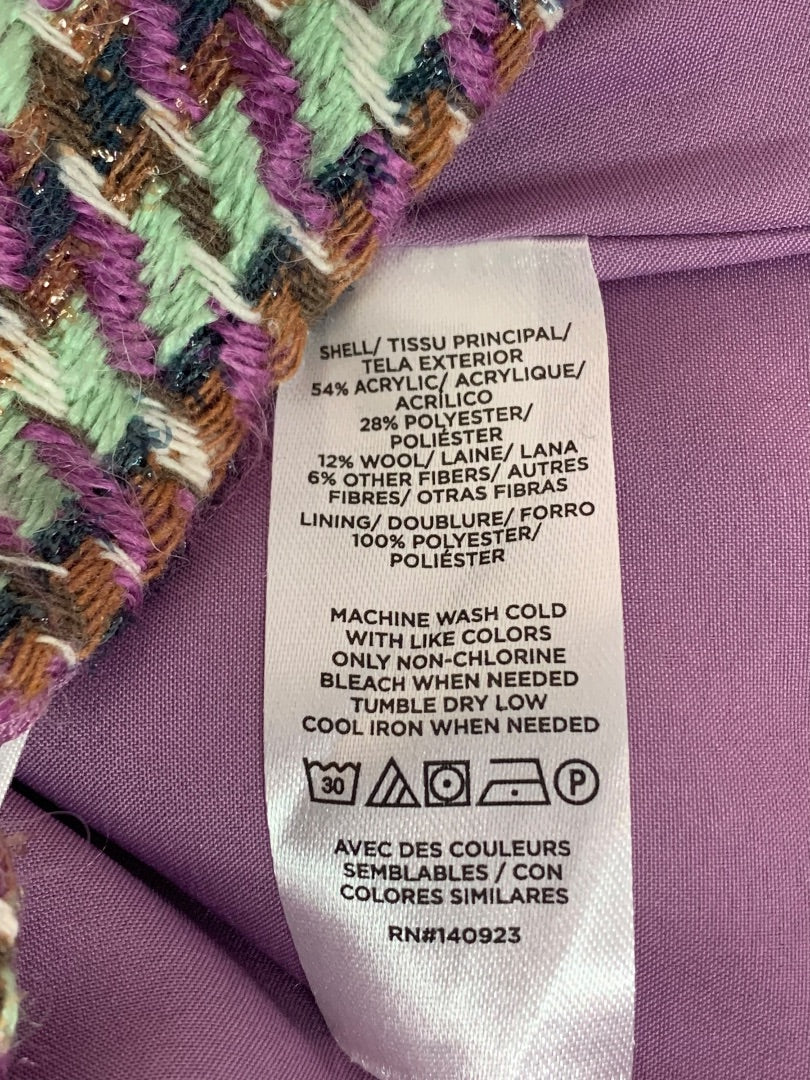 SHELL/ TISSU PRINCIPAL/
TELA EXTERIOR
54% ACRYLIC/ ACRYLIQUE/
ACRÍLICO
28% POLYESTER/
POLIÉSTER
12% WOOL/ LAINE/ LANA
6% OTHER FIBERS/ AUTRES
FIBRES/ OTRAS FIBRAS
LINING/ DOUBLURE/ FORRO
100% POLYESTER/
POLIÉSTER
MACHINE WASH COLD
WITH LIKE COLORS
ONLY NON-CHLORINE
BLEACH WHEN NEEDED
TUMBLE DRY LOW
COOL IRON WHEN NEEDED
30 P
AVEC DES COULEURS
SEMBLABLES / CON
COLORES SIMILARES
RN#140923